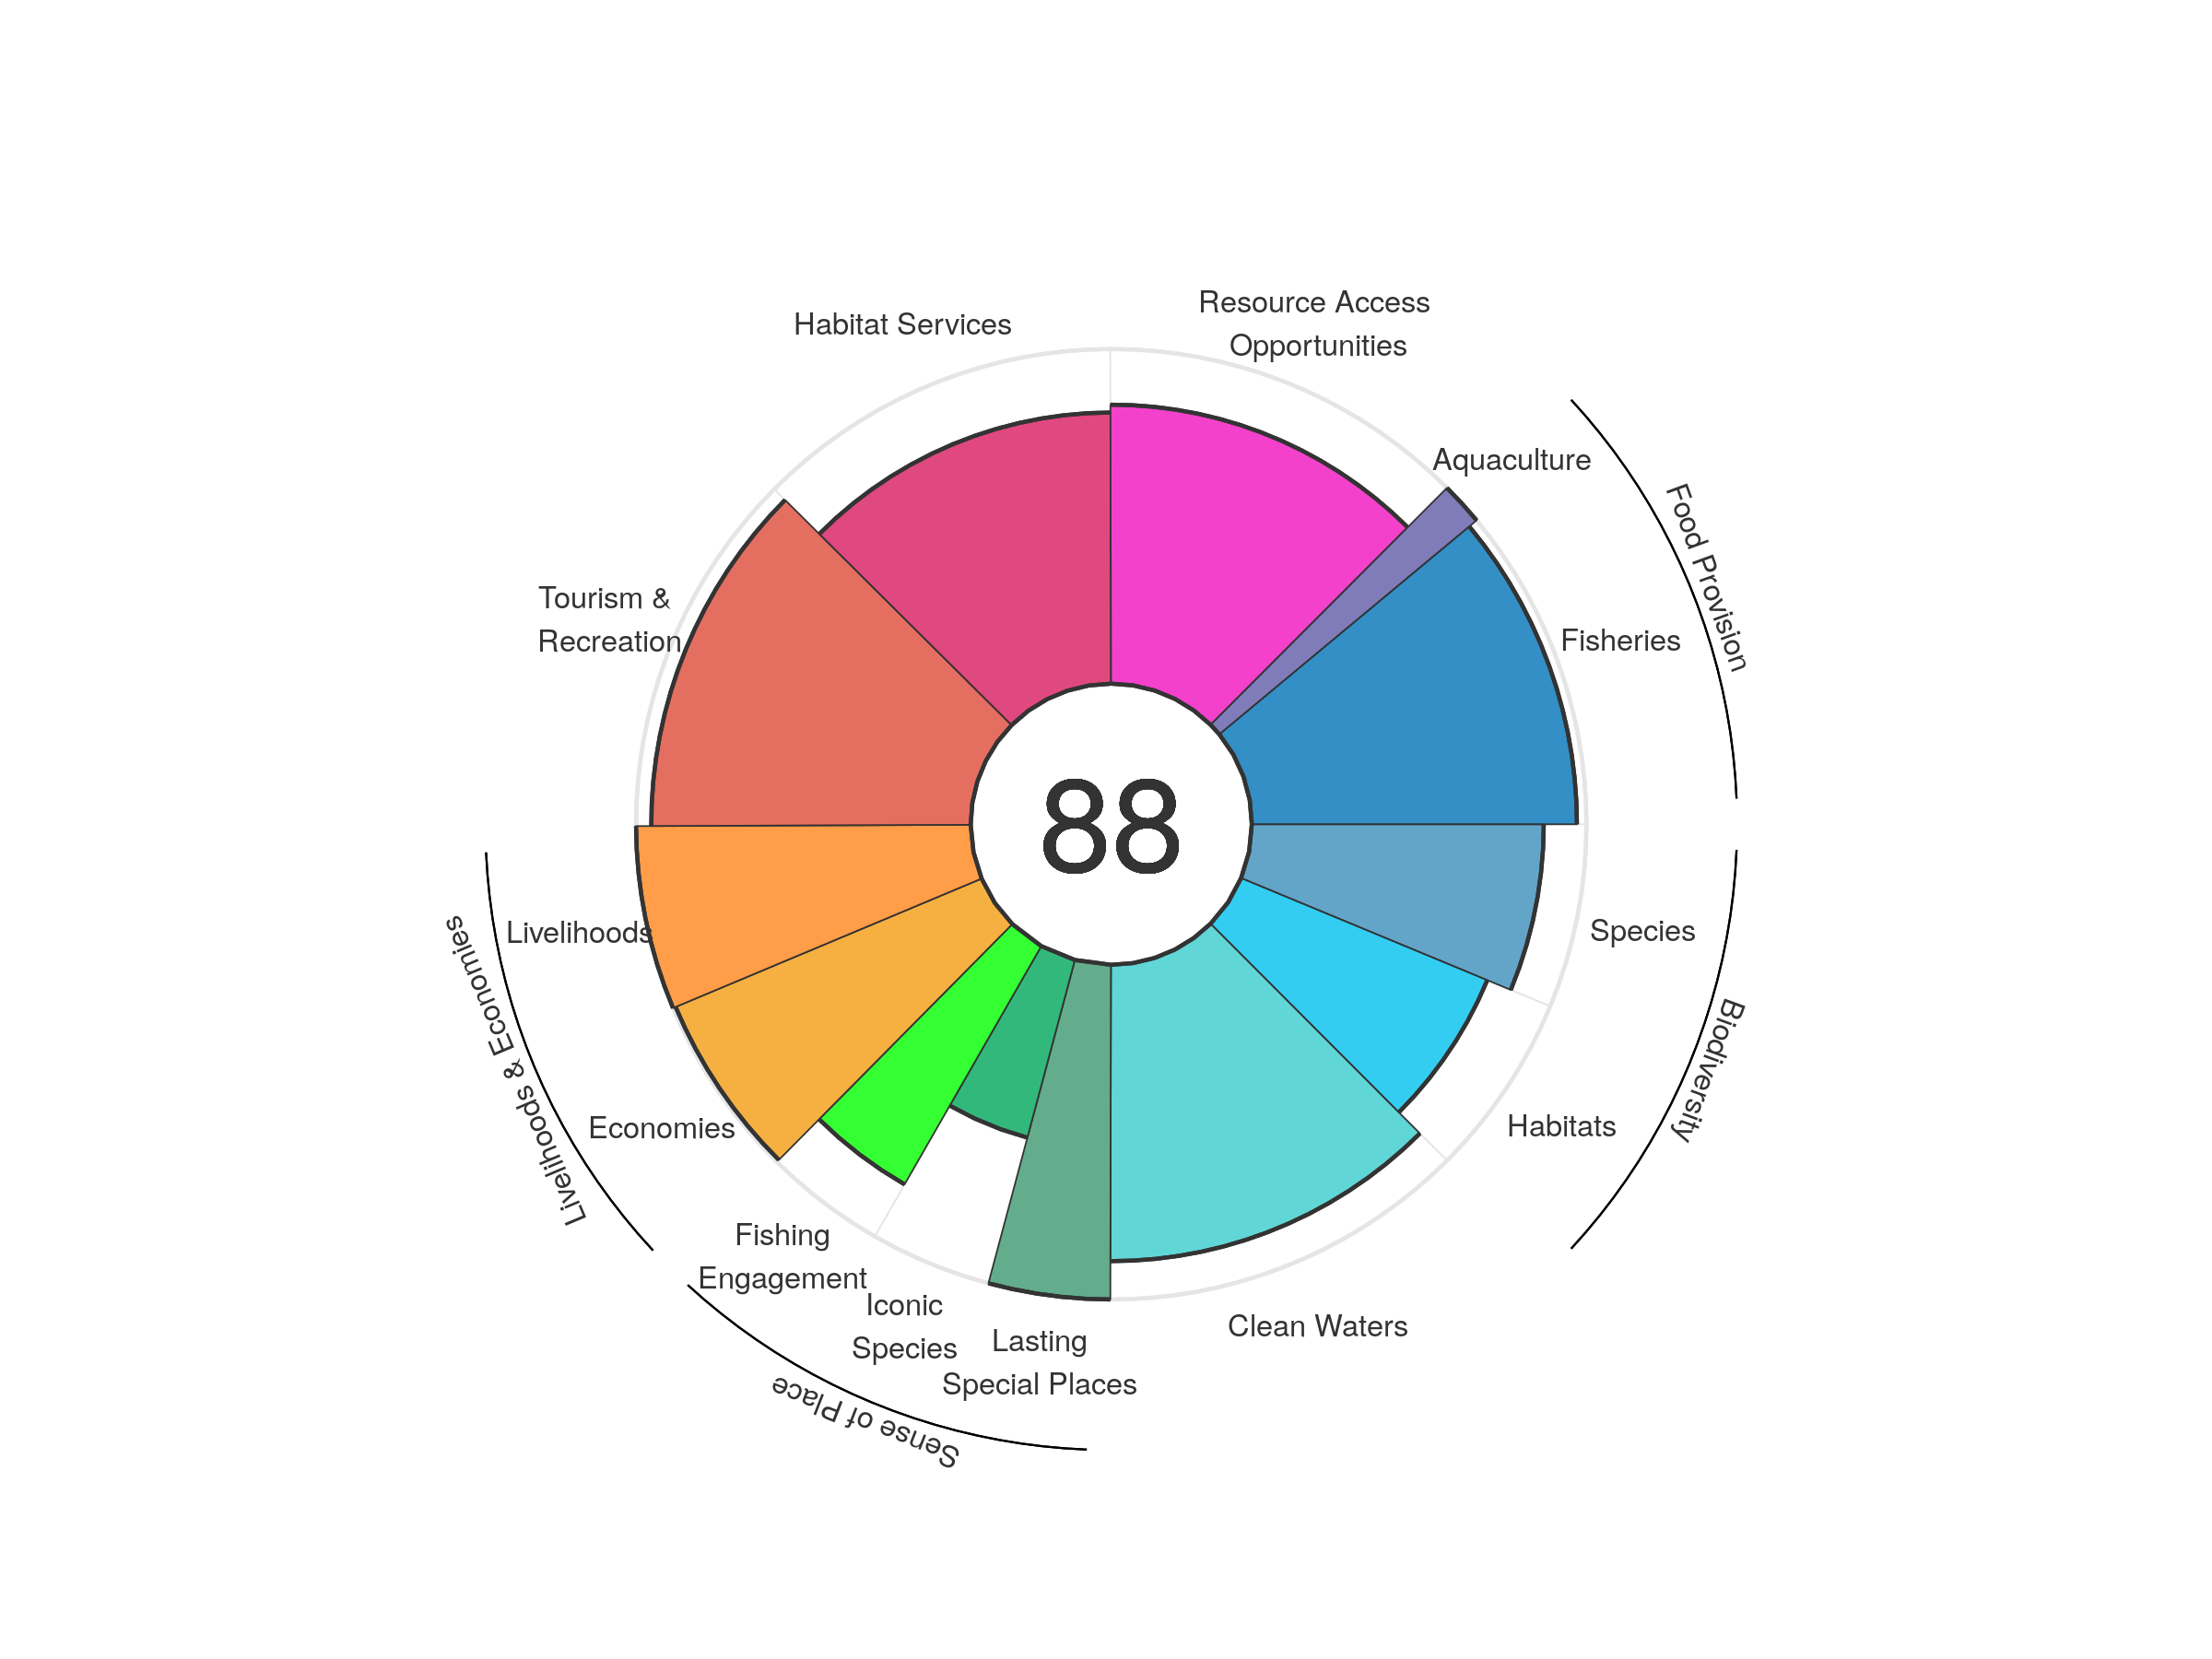 Resource Access
Opportunities
Habitat Services
Aquaculture
Food Provision
Tourism &
Recreation
Fisheries
88
Livelihoods
Species
Livelihoods & Economies
Biodiversity
Economies
Habitats
Fishing
Engagement
Iconic
Species
Lasting
Special Places
Clean Waters
Sense of Place